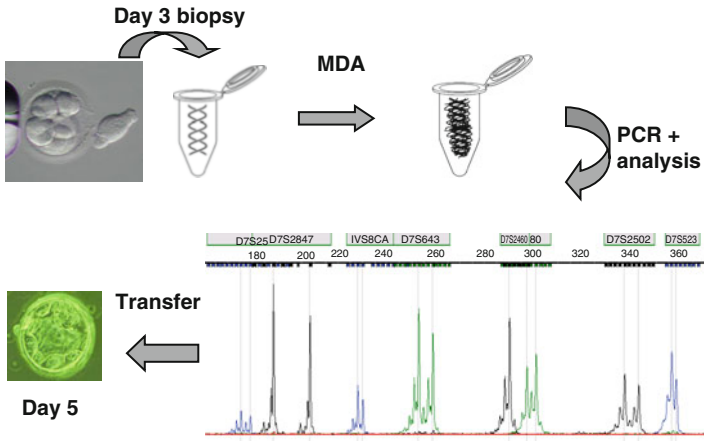 Day 3 biopsy
MDA
PCR +
analysis
D7S25 D7S2847 IVS8CA D7S643 D7S2460 80 D7S2502 D7S523
180 200 220 240 260 280 300 320 340 360
Transfer
Day 5